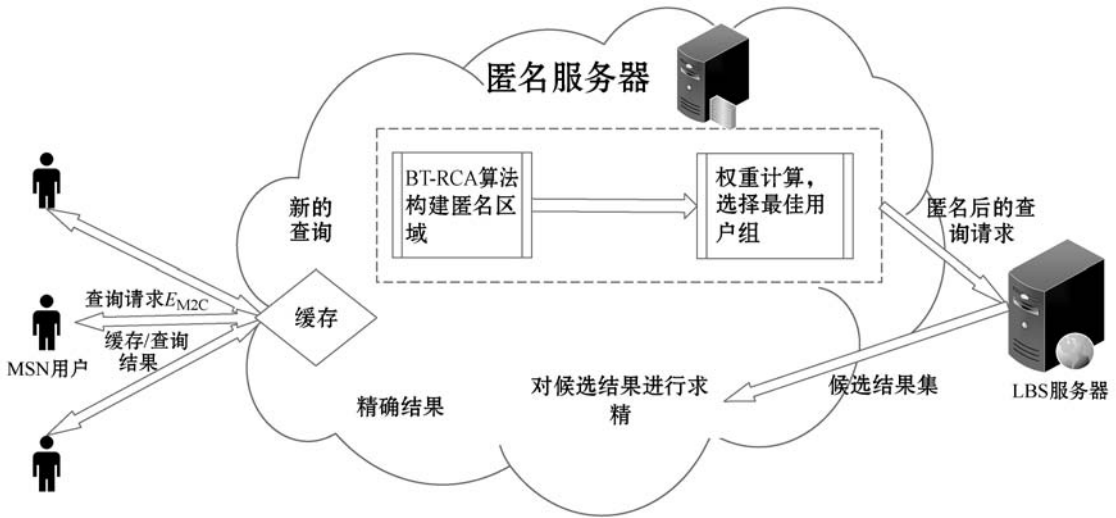 匿名服务器
BT-RCA算法
构建匿名区
域
权重计算，
选择最佳用
户组
新的
查询
匿名后的查
询请求
查询请求E_M2C
缓存/查询
结果
缓存
MSN用户
LBS服务器
精确结果
对候选结果进行求
精
候选结果集